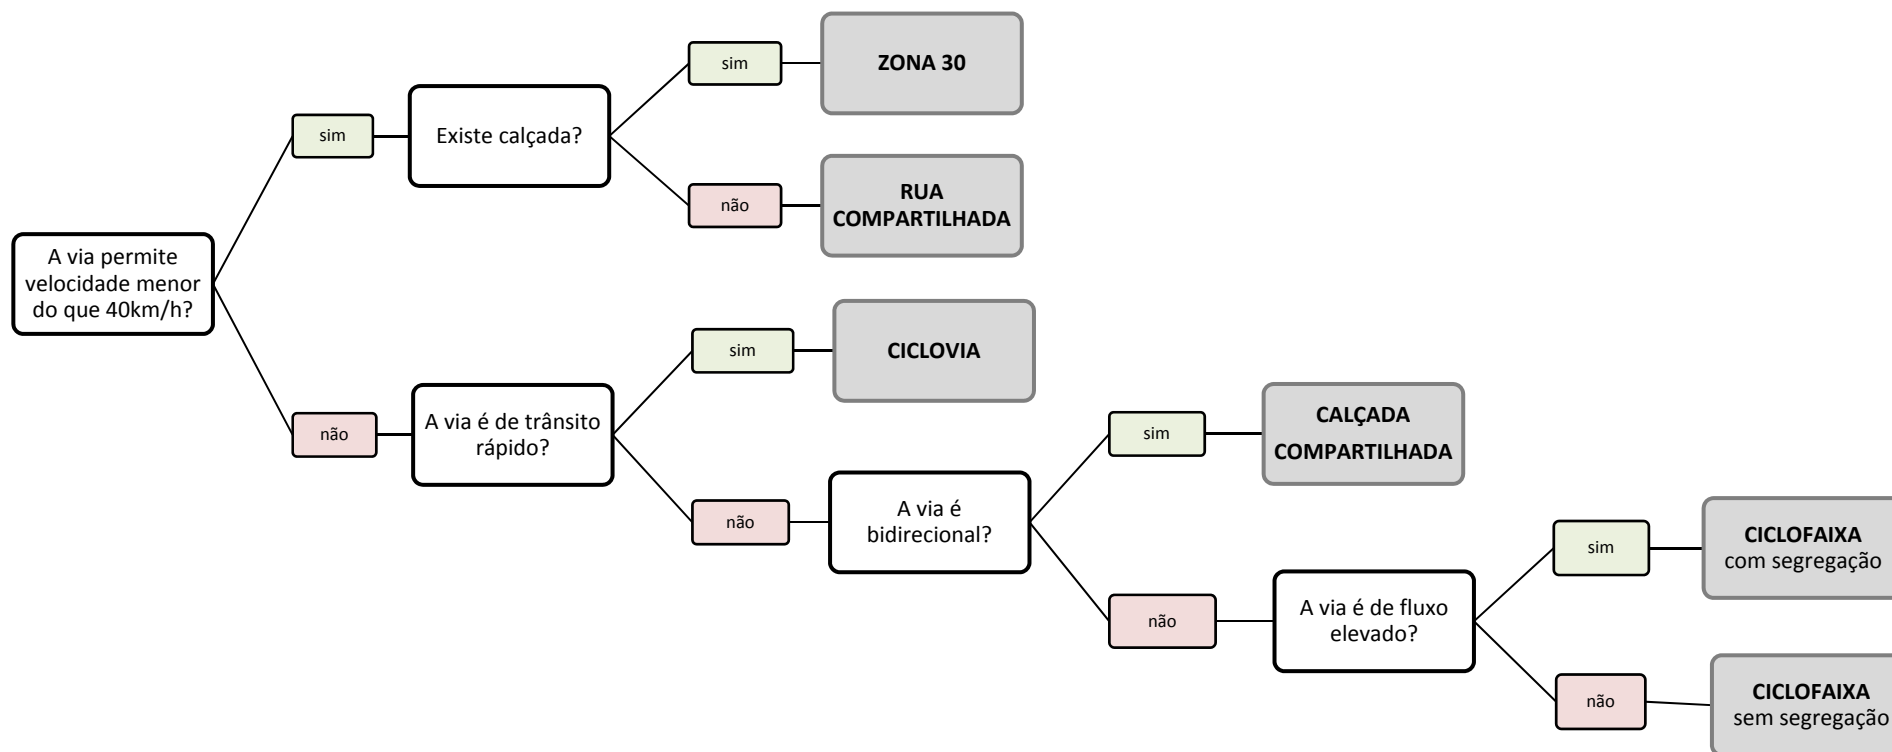 A via permite
velocidade menor
do que 40km/h?
sim
Existe calçada?
sim
ZONA 30
não
RUA
COMPARTILHADA
não
A via é de trânsito
rápido?
sim
CICLOVIA
não
A via é
bidirecional?
sim
CALÇADA
COMPARTILHADA
não
A via é de fluxo
elevado?
sim
CICLOFAIXA
com segregação
não
CICLOFAIXA
sem segregação